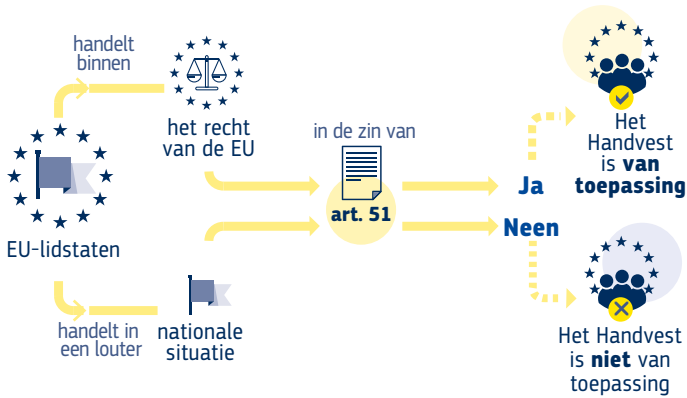 handelt
binnen
het recht
van de EU
EU-lidstaten
handelt in
een louter
nationale
situatie
in de zin van
art. 51
Ja
Neen
Het
Handvest
is van
toepassing
Het Handvest
is niet van
toepassing